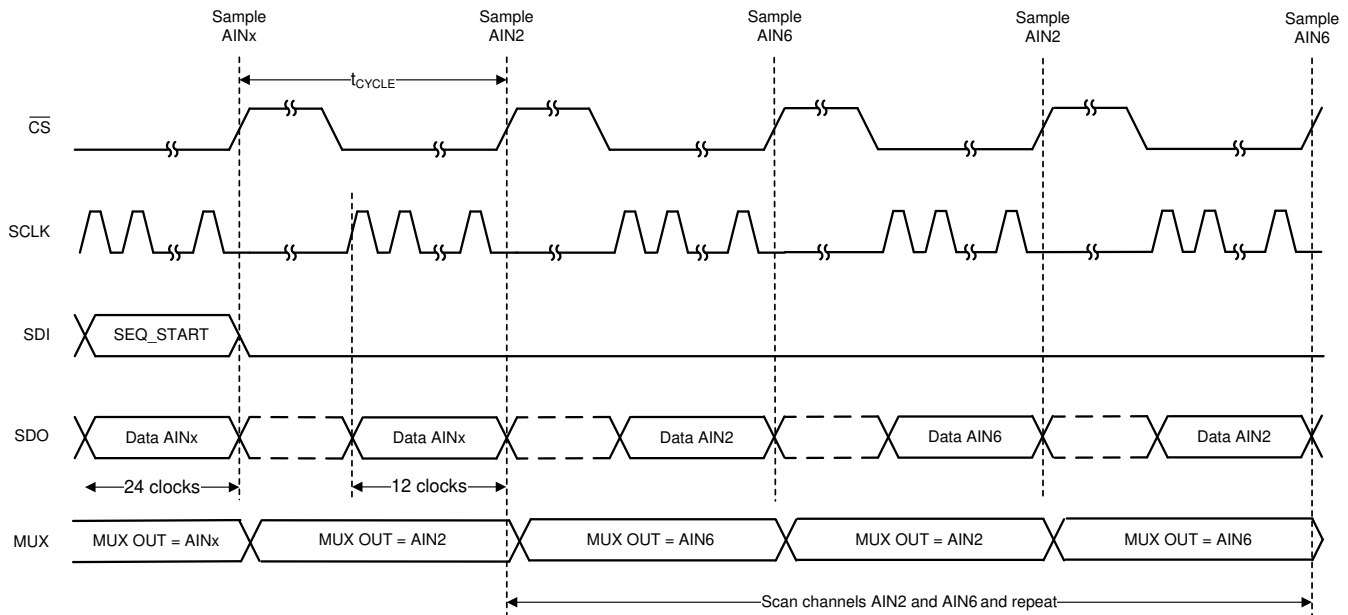 Sample
AINx
Sample
AIN2
Sample
AIN6
Sample
AIN2
Sample
AIN6
tCYCLE
CS
SCLK
SDI
SEQ_START
SDO
Data AINx
Data AINx
Data AIN2
Data AIN6
Data AIN2
24 clocks
12 clocks
MUX
MUX OUT = AINx
MUX OUT = AIN2
MUX OUT = AIN6
MUX OUT = AIN2
MUX OUT = AIN6
Scan channels AIN2 and AIN6 and repeat